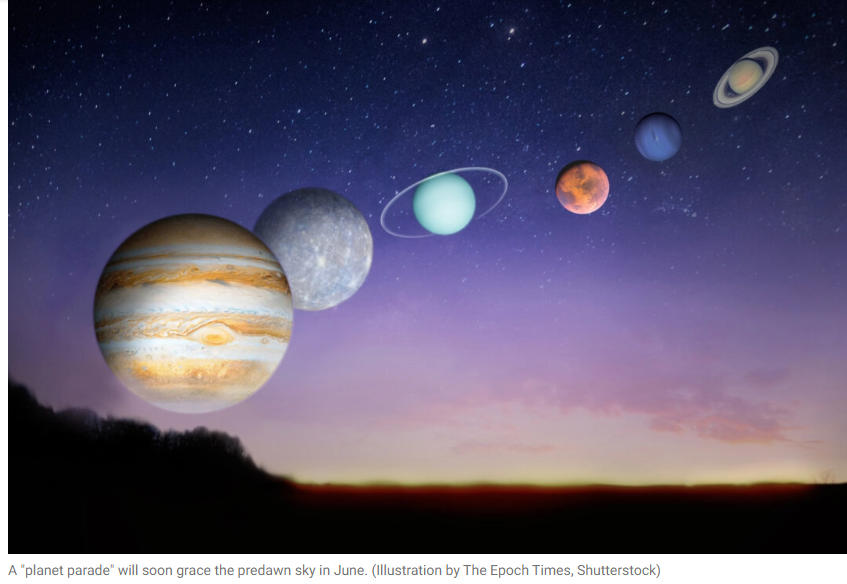 A "planet parade" will soon grace the predawn sky in June. (Illustration by The Epoch Times, Shutterstock)